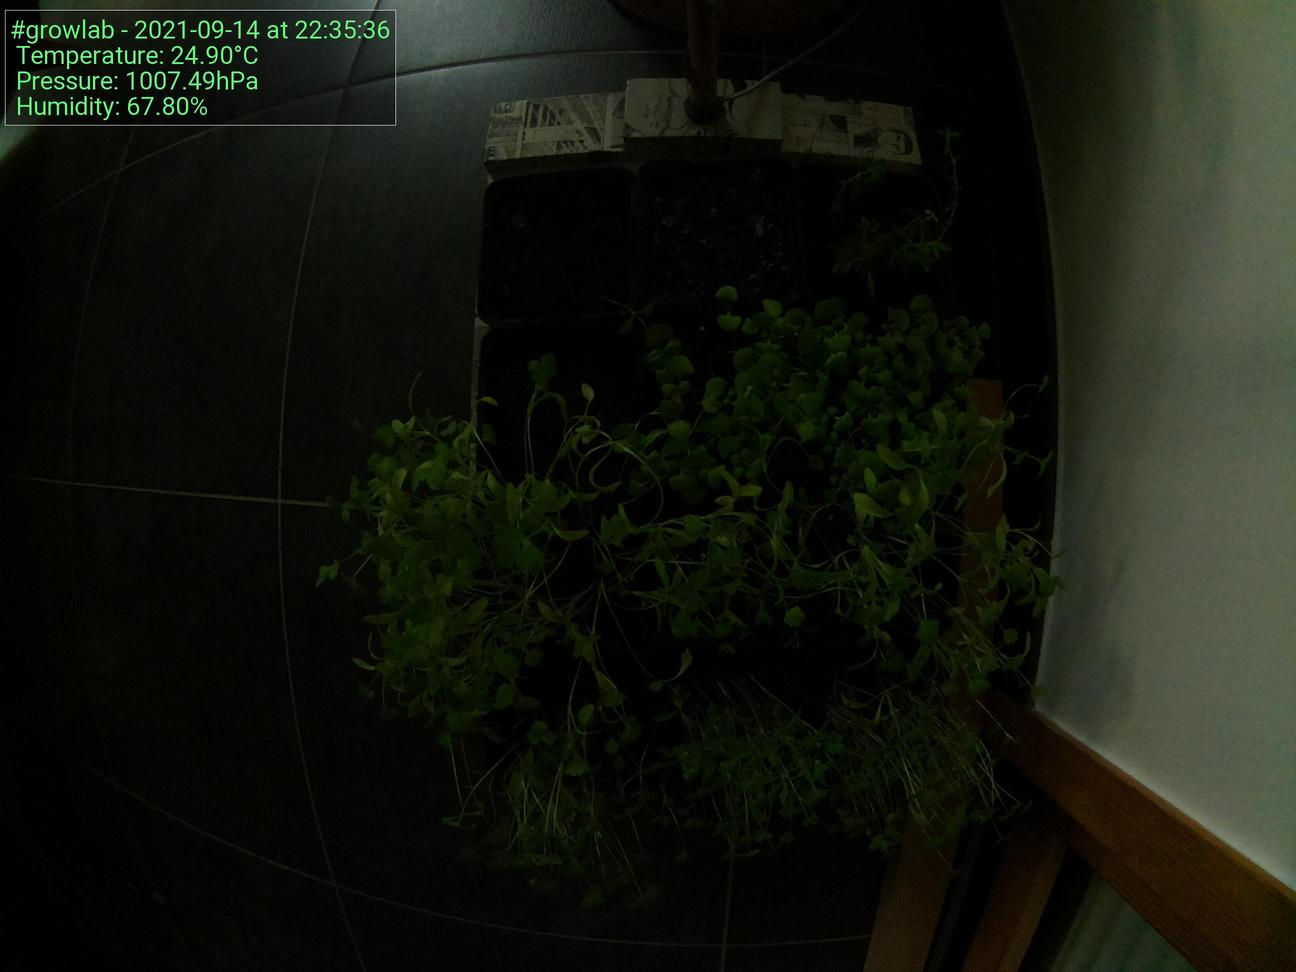 #growlab - 2021-09-14 at 22:35:36
Temperature: 24.90°C
Pressure: 1007.49hPa
Humidity: 67.80%